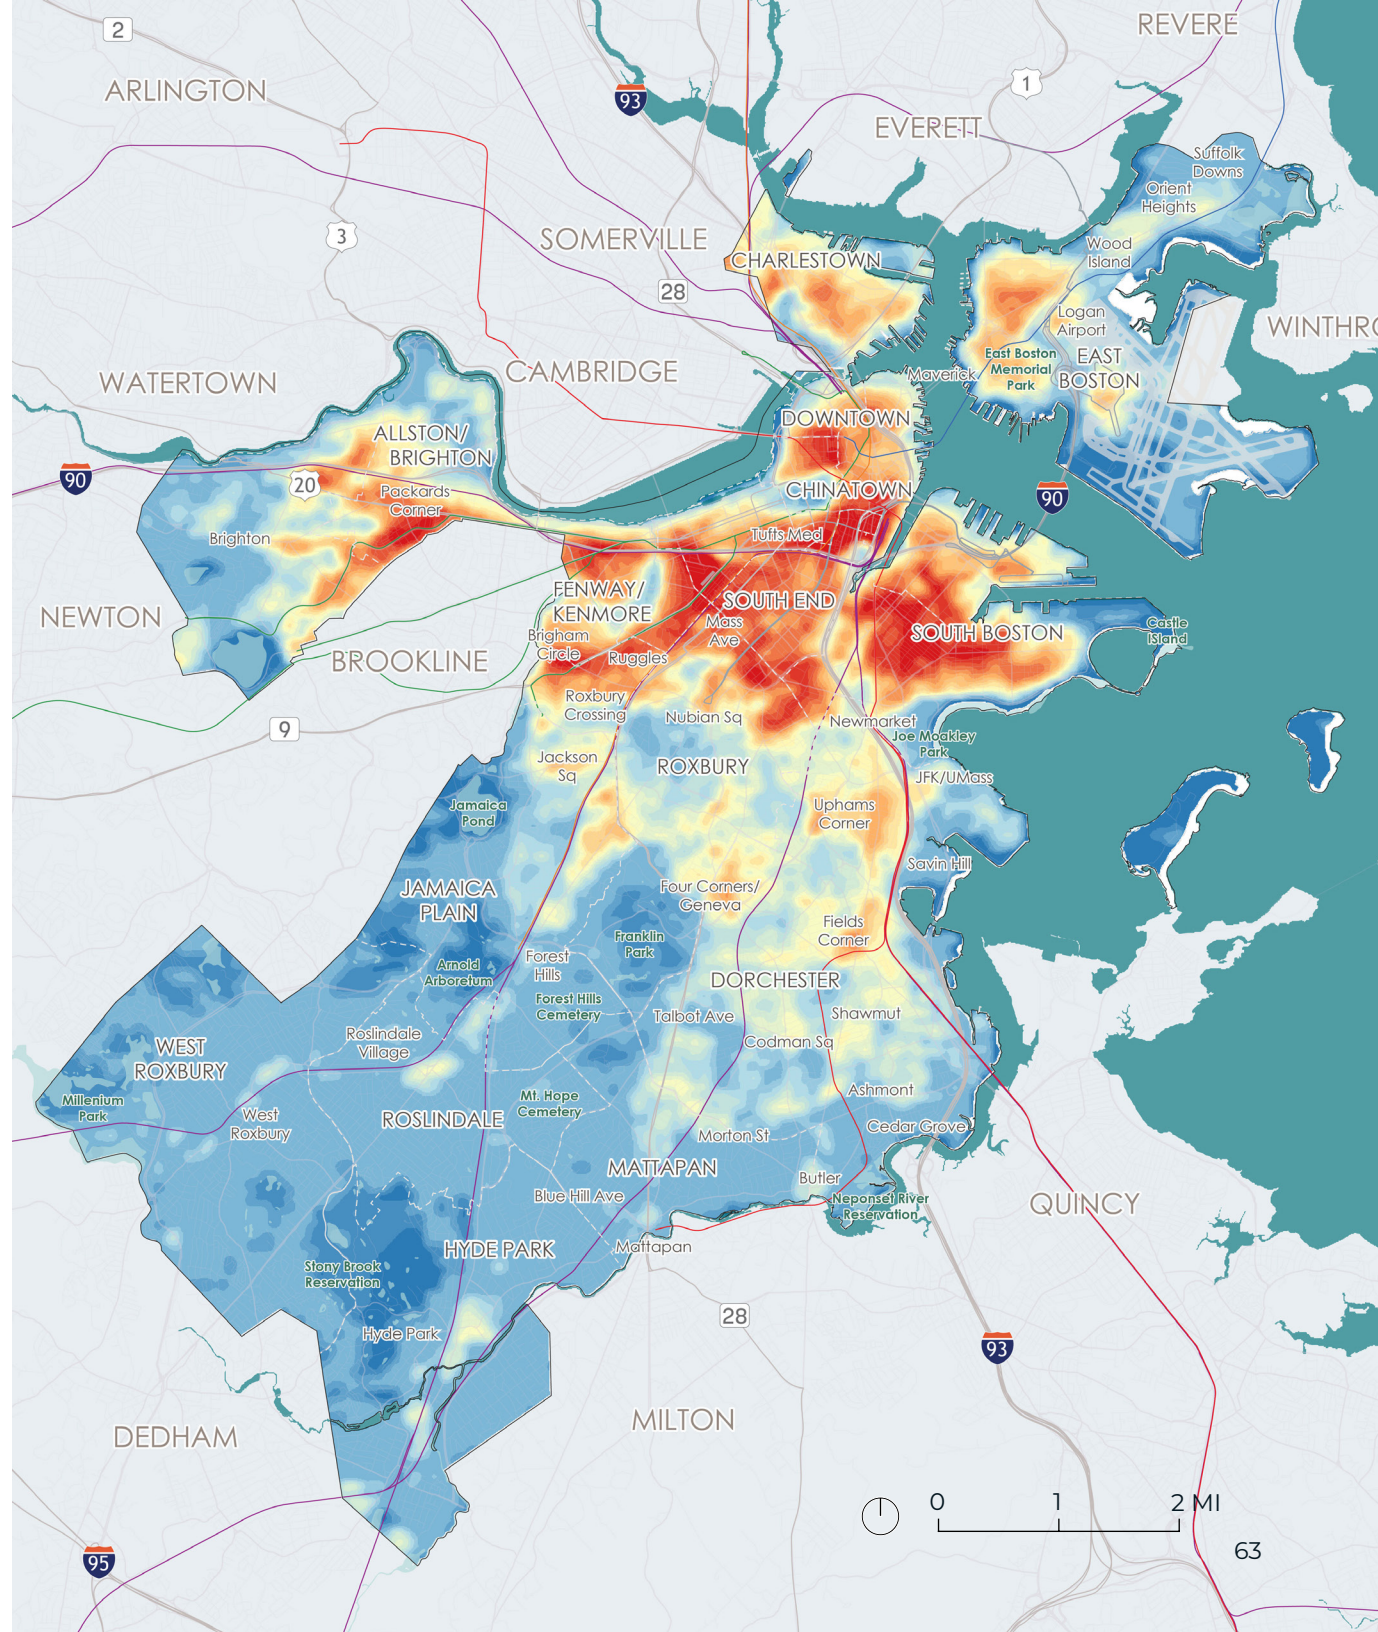 REVERE
2
ARLINGTON
93
1
EVERETT
Suffolk
Downs
Orient
Heights
3
SOMERVILLE
Wood
Island
CHARLESTOWN
28
Logan
Airport
WINTHRO
East Boston
Memorial
Park
EAST
BOSTON
CAMBRIDGE
WATERTOWN
Maverick
DOWNTOWN
ALLSTON/
BRIGHTON
90
20
Packards
Corner
CHINATOWN
90
Brighton
Tufts Med
FENWAY/
KENMORE
SOUTH END
NEWTON
Mass
Ave
SOUTH BOSTON
Castle
Island
Brigham
Circle
Ruggles
BROOKLINE
Roxbury
Crossing
Nubian Sq
Newmarket
9
Joe Moakley
Park
Jackson
Sq
ROXBURY
JFK/UMass
Jamaica
Pond
Uphams
Corner
Savin Hill
JAMAICA
PLAIN
Four Corners/
Geneva
Fields
Corner
Franklin
Park
Arnold
Arboretum
Forest
Hills
DORCHESTER
Forest Hills
Cemetery
Talbot Ave
Shawmut
Roslindale
Village
Codman Sq
WEST
ROXBURY
Millenium
Park
West
Roxbury
ROSLINDALE
Mt. Hope
Cemetery
Ashmont
Morton St
Cedar Grove
MATTAPAN
Butler
Blue Hill Ave
Neponset River
Reservation
QUINCY
HYDE PARK
Mattapan
Stony Brook
Reservation
28
Hyde Park
93
MILTON
DEDHAM
0 1 2 MI
63
95